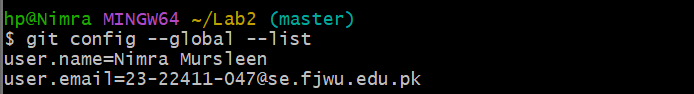 hp@Nimra MINGW64 ~/Lab2 (master)
$ git config --global --list
user.name=Nimra Mursleen
user.email=23-22411-047@se.fjwu.edu.pk